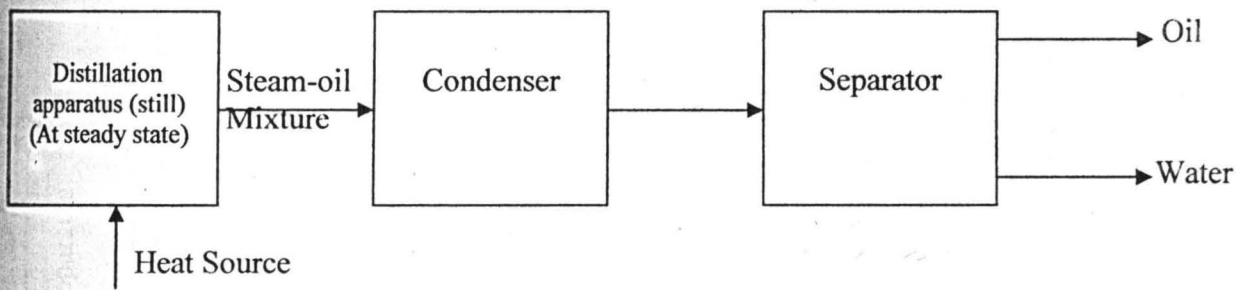 Distillation
apparatus (still)
(At steady state)
Steam-oil
Mixture
Condenser
Separator
Oil
Water
Heat Source